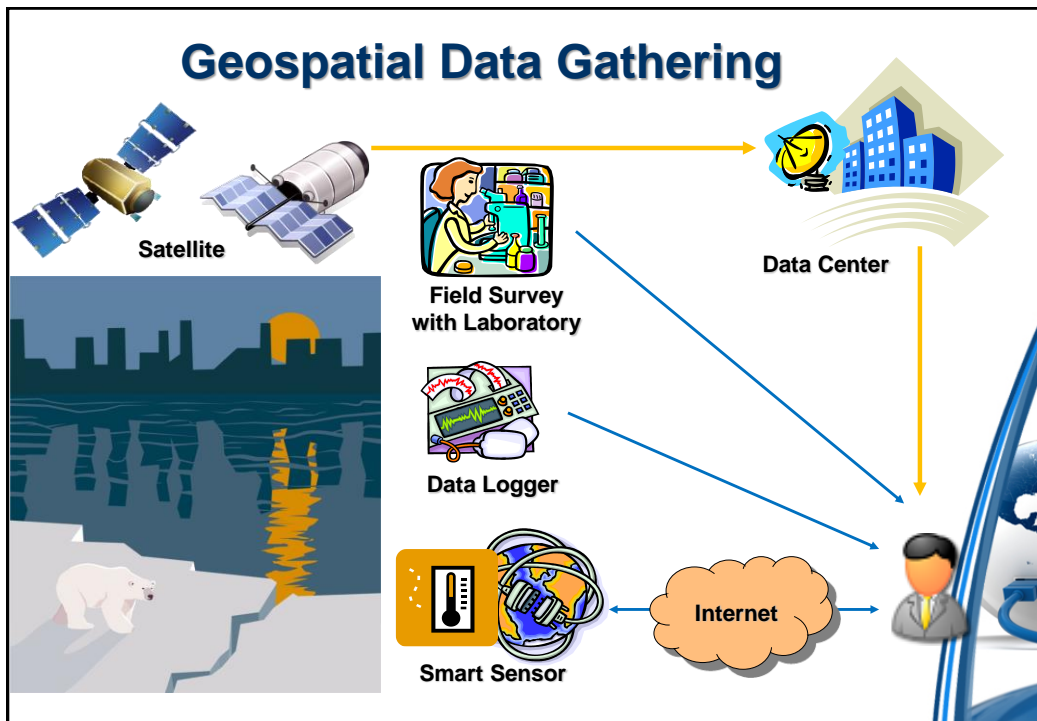 Geospatial Data Gathering
Satellite
Data Center
Field Survey
with Laboratory
Data Logger
Internet
Smart Sensor